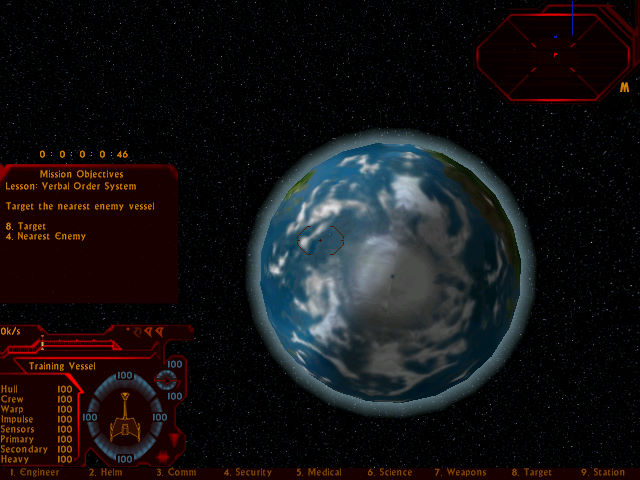 M
0 : 0 : 0 : 0 : 46
Mission Objectives
Lesson: Verbal Order System
Target the nearest enemy vessel
8. Target
4. Nearest Enemy
0k/s
Training Vessel
100
100
100
100
100
100
Hull 100
Crew 100
Warp 100
Impulse 100
Sensors 100
Primary 100
Secondary 100
Heavy 100
1. Engineer 2. Helm 3. Comm 4. Security 5. Medical 6. Science 7. Weapons 8. Target 9. Station